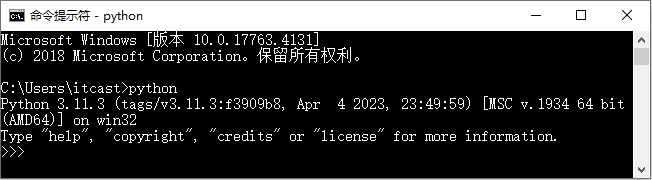 命令提示符 - python
Microsoft Windows [版本 10.0.17763.4131]
(c) 2018 Microsoft Corporation。保留所有权利。
C:\Users\itcast>python
Python 3.11.3 (tags/v3.11.3:f3909b8, Apr  4 2023, 23:49:59) [MSC v.1934 64 bit
(AMD64)] on win32
Type "help", "copyright", "credits" or "license" for more information.
>>>